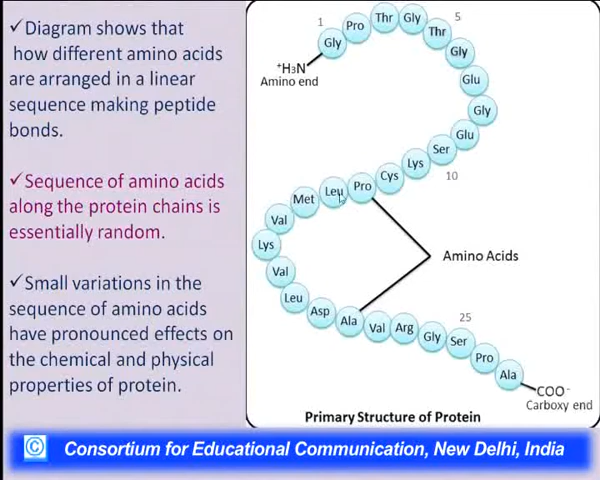 ✓Diagram shows that
how different amino acids
are arranged in a linear
sequence making peptide
bonds.
✓Sequence of amino acids
along the protein chains is
essentially random.
✓Small variations in the
sequence of amino acids
have pronounced effects on
the chemical and physical
properties of protein.
1
5
10
25
⁺H₃N
Amino end
Gly
Pro
Thr
Gly
Thr
Gly
Glu
Gly
Glu
Ser
Lys
Cys
Pro
Leu
Met
Val
Lys
Val
Leu
Asp
Ala
Val
Arg
Gly
Ser
Pro
Ala
Amino Acids
COO⁻
Carboxy end
Primary Structure of Protein
© Consortium for Educational Communication, New Delhi, India